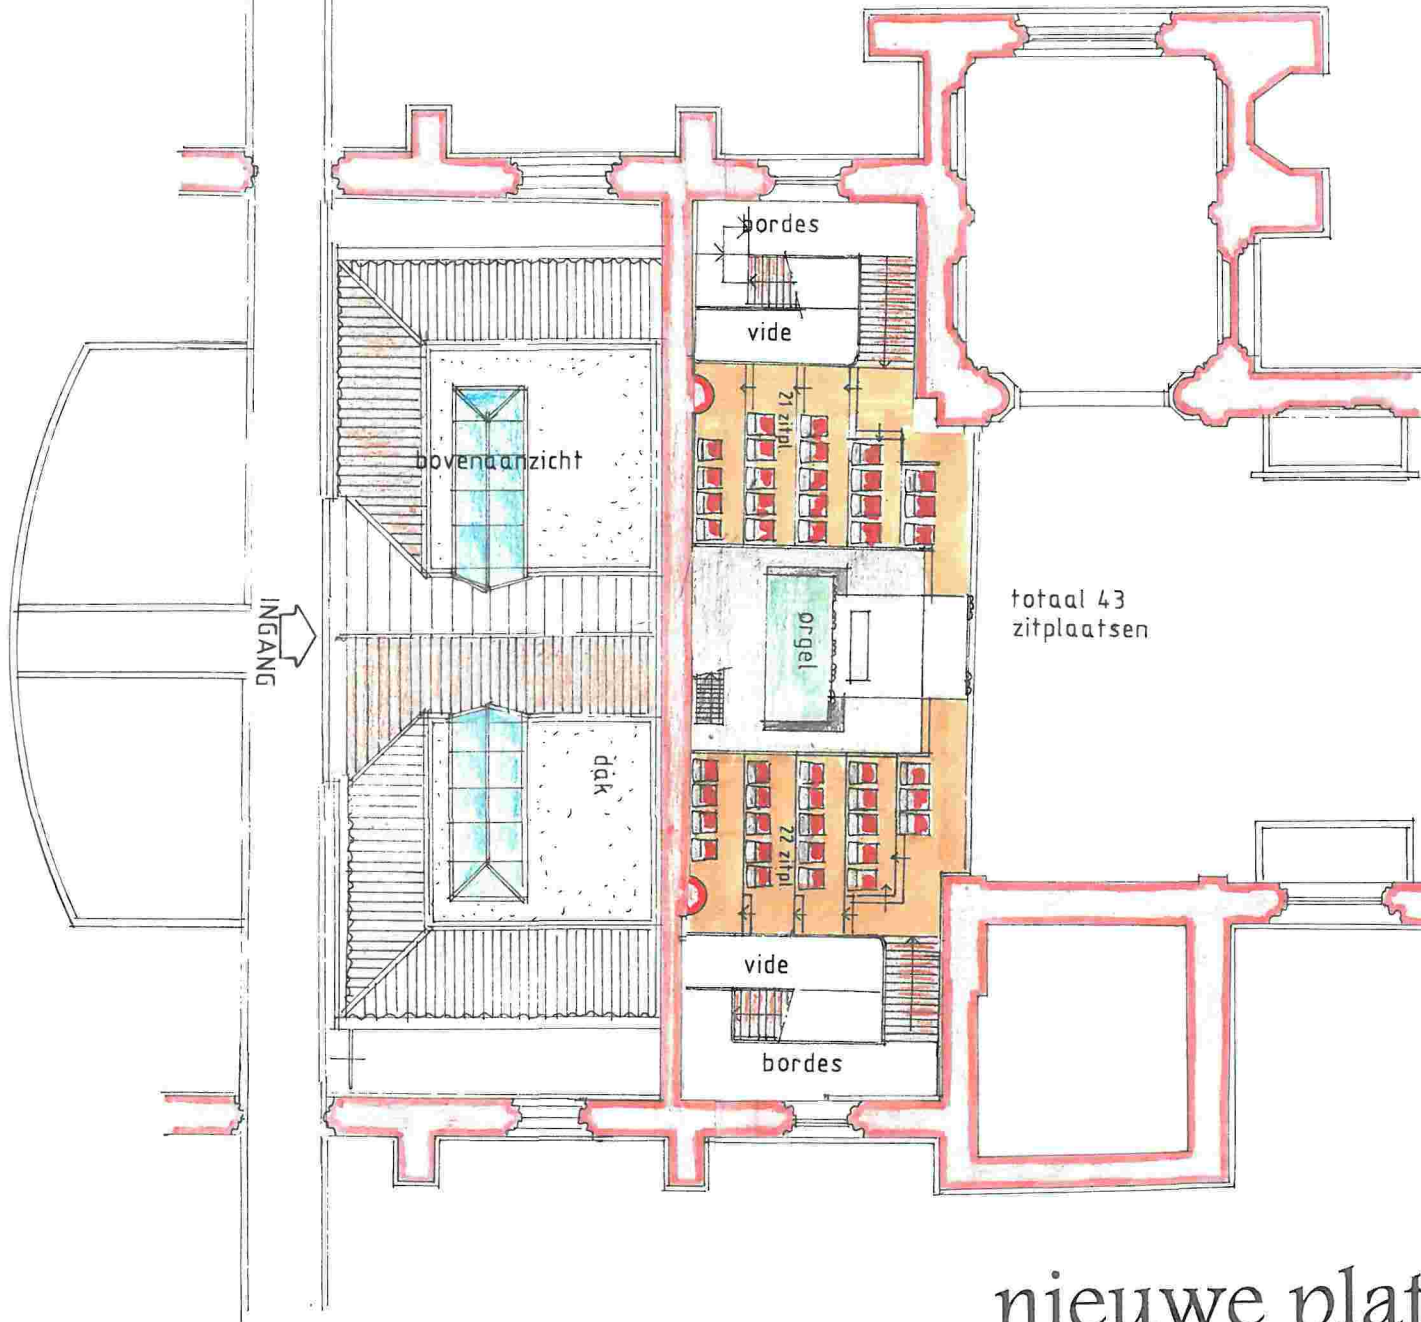 bordes
vide
21 zitpl.
bovenaanzicht
totaal 43
zitplaatsen
INGANG
orgel
dak
22 zitpl.
vide
bordes
nieuwe plat